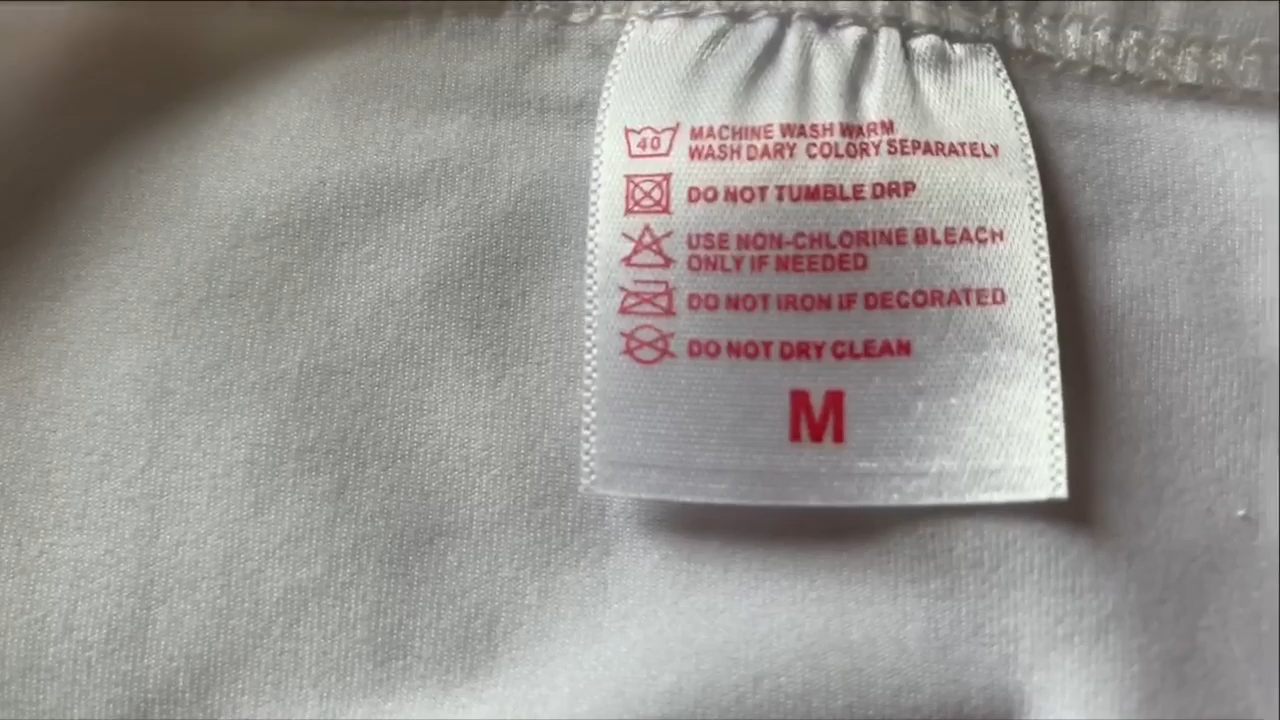 40
MACHINE WASH WARM
WASH DARY COLORY SEPARATELY
DO NOT TUMBLE DRP
USE NON-CHLORINE BLEACH
ONLY IF NEEDED
DO NOT IRON IF DECORATED
DO NOT DRY CLEAN
M